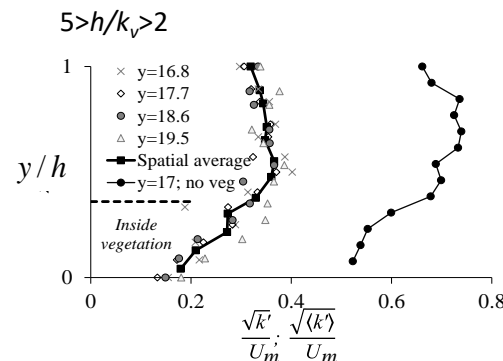 5>h/kᵥ>2
1
y=16.8
y=17.7
y=18.6
y=19.5
Spatial average
y=17; no veg
y/h
Inside
vegetation
0
0 0.2 0.4 0.6 0.8
√k′/Uₘ; √⟨k′⟩/Uₘ